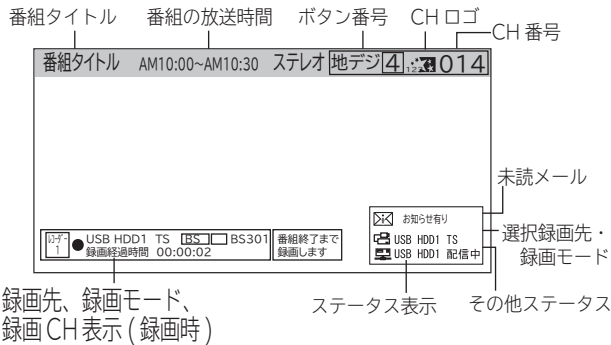 番組タイトル 番組の放送時間 ボタン番号 CH ロゴ
CH 番号
番組タイトル AM10:00~AM10:30 ステレオ 地デジ 4 014
未読メール
お知らせ有り
レコーダー 1 ● USB HDD1 TS BS BS301 番組終了まで
録画経過時間 00:00:02 録画します
USB HDD1 TS
USB HDD1 配信中
選択録画先・
録画モード
録画先、録画モード、
録画 CH 表示 ( 録画時 )
ステータス表示 その他ステータス